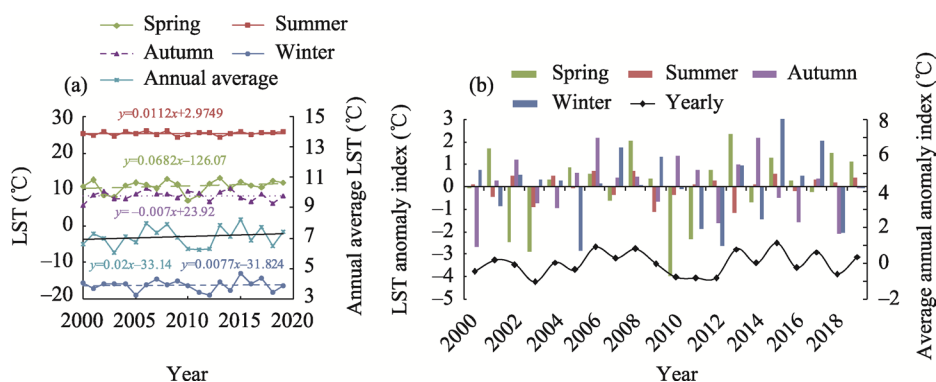 Spring Summer
Autumn Winter
Annual average
(a)
y=0.0112x+2.9749
y=0.0682x−126.07
y=−0.007x+23.92
y=0.02x−33.14 y=0.0077x−31.824
30
20
10
0
−10
−20
LST (℃)
15
13
11
9
7
5
3
Annual average LST (℃)
2000 2005 2010 2015 2020
Year
(b)
Spring Summer Autumn
Winter Yearly
3
2
1
0
−1
−2
−3
−4
−5
LST anomaly index (℃)
8
6
4
2
0
−2
Average annual anomaly index (℃)
2000 2002 2004 2006 2008 2010 2012 2014 2016 2018
Year